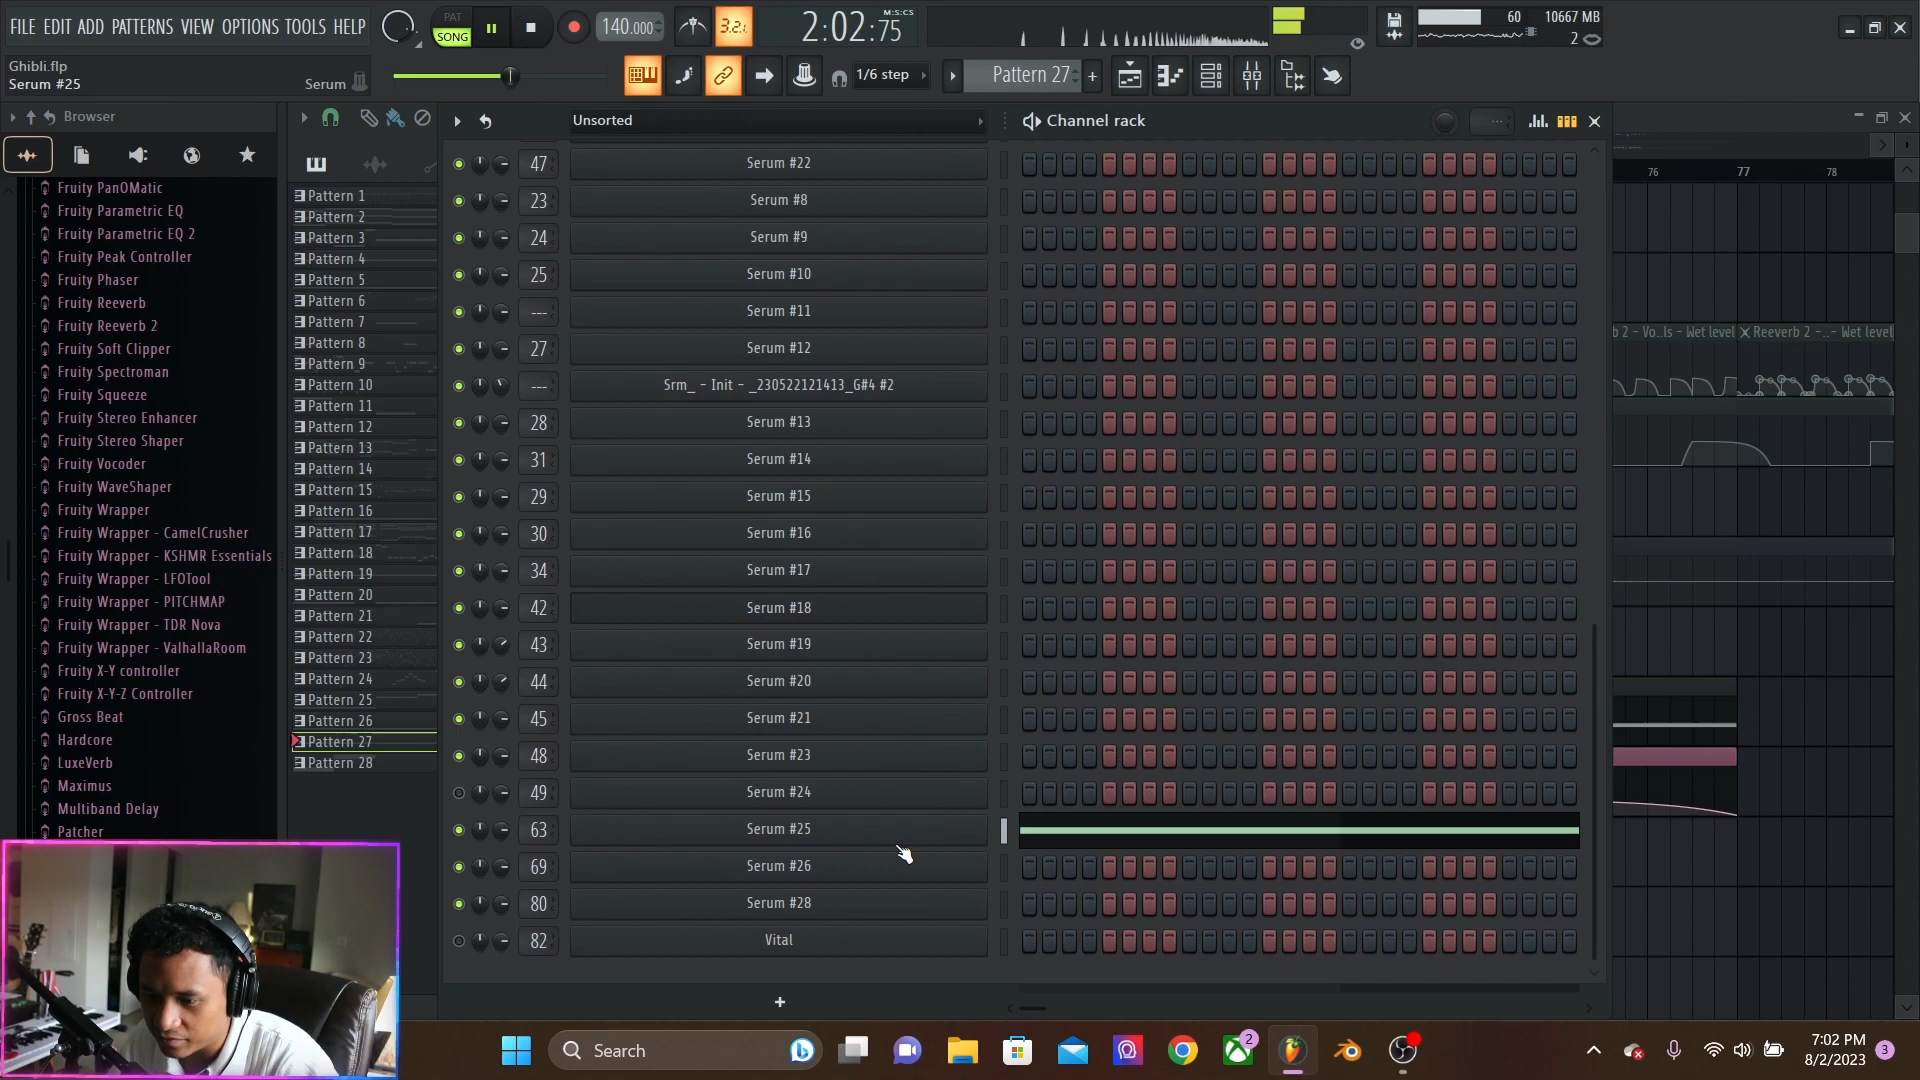 FILE EDIT ADD PATTERNS VIEW OPTIONS TOOLS HELP
PAT
SONG
140.000
3.2.1
2:02:75
M:S:CS
60
10667 MB
2
Ghibli.flp
Serum #25
Serum
1/6 step
Pattern 27
Browser
Unsorted
Channel rack
76
77
78
Fruity PanOMatic
Fruity Parametric EQ
Fruity Parametric EQ 2
Fruity Peak Controller
Fruity Phaser
Fruity Reeverb
Fruity Reeverb 2
Fruity Soft Clipper
Fruity Spectroman
Fruity Squeeze
Fruity Stereo Enhancer
Fruity Stereo Shaper
Fruity Vocoder
Fruity WaveShaper
Fruity Wrapper
Fruity Wrapper - CamelCrusher
Fruity Wrapper - KSHMR Essentials
Fruity Wrapper - LFOTool
Fruity Wrapper - PITCHMAP
Fruity Wrapper - TDR Nova
Fruity Wrapper - ValhallaRoom
Fruity X-Y controller
Fruity X-Y-Z Controller
Gross Beat
Hardcore
LuxeVerb
Maximus
Multiband Delay
Patcher
Pattern 1
Pattern 2
Pattern 3
Pattern 4
Pattern 5
Pattern 6
Pattern 7
Pattern 8
Pattern 9
Pattern 10
Pattern 11
Pattern 12
Pattern 13
Pattern 14
Pattern 15
Pattern 16
Pattern 17
Pattern 18
Pattern 19
Pattern 20
Pattern 21
Pattern 22
Pattern 23
Pattern 24
Pattern 25
Pattern 26
Pattern 27
Pattern 28
47 Serum #22
23 Serum #8
24 Serum #9
25 Serum #10
--- Serum #11
27 Serum #12
--- Srm_ - Init - _230522121413_G#4 #2
28 Serum #13
31 Serum #14
29 Serum #15
30 Serum #16
34 Serum #17
42 Serum #18
43 Serum #19
44 Serum #20
45 Serum #21
48 Serum #23
49 Serum #24
63 Serum #25
69 Serum #26
80 Serum #28
82 Vital
b 2 - Vo..ls - Wet level
Reeverb 2 -..- Wet level
Search
2
7:02 PM
8/2/2023
3